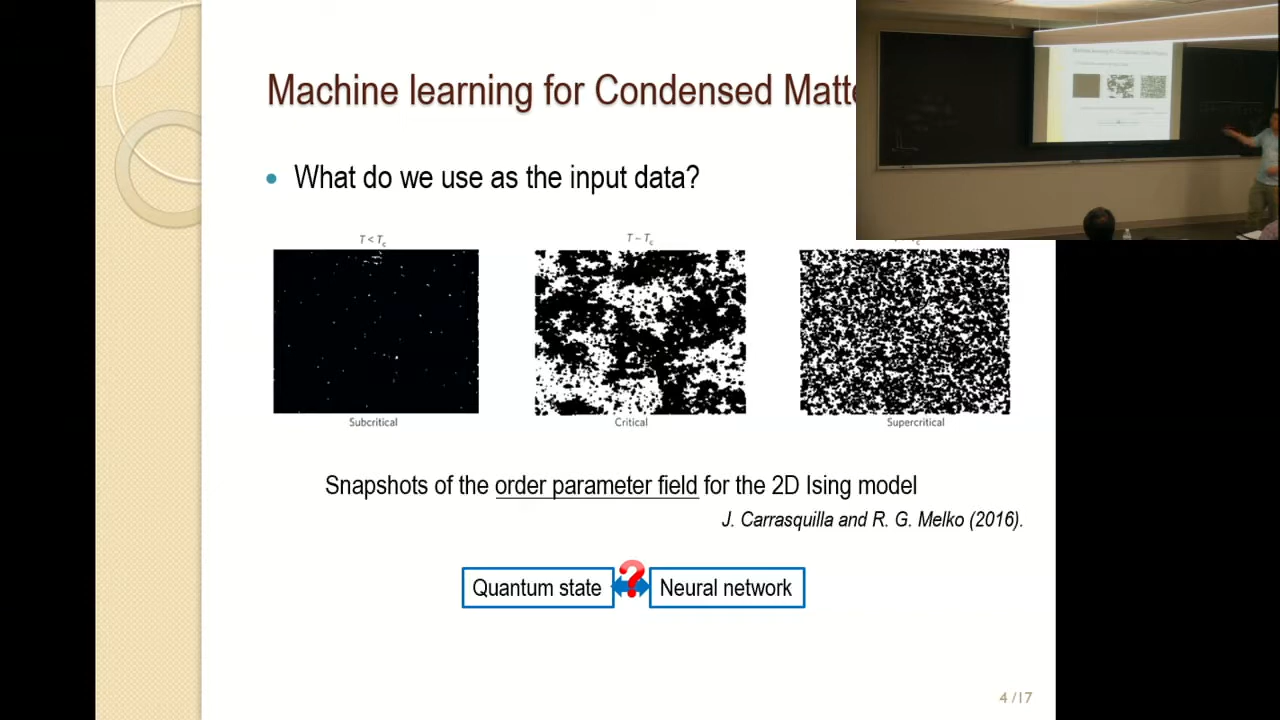 Machine learning for Condensed Matte
What do we use as the input data?
T < Tc
T ~ Tc
Subcritical
Critical
Supercritical
Snapshots of the order parameter field for the 2D Ising model
J. Carrasquilla and R. G. Melko (2016).
Quantum state ? Neural network
4 /17